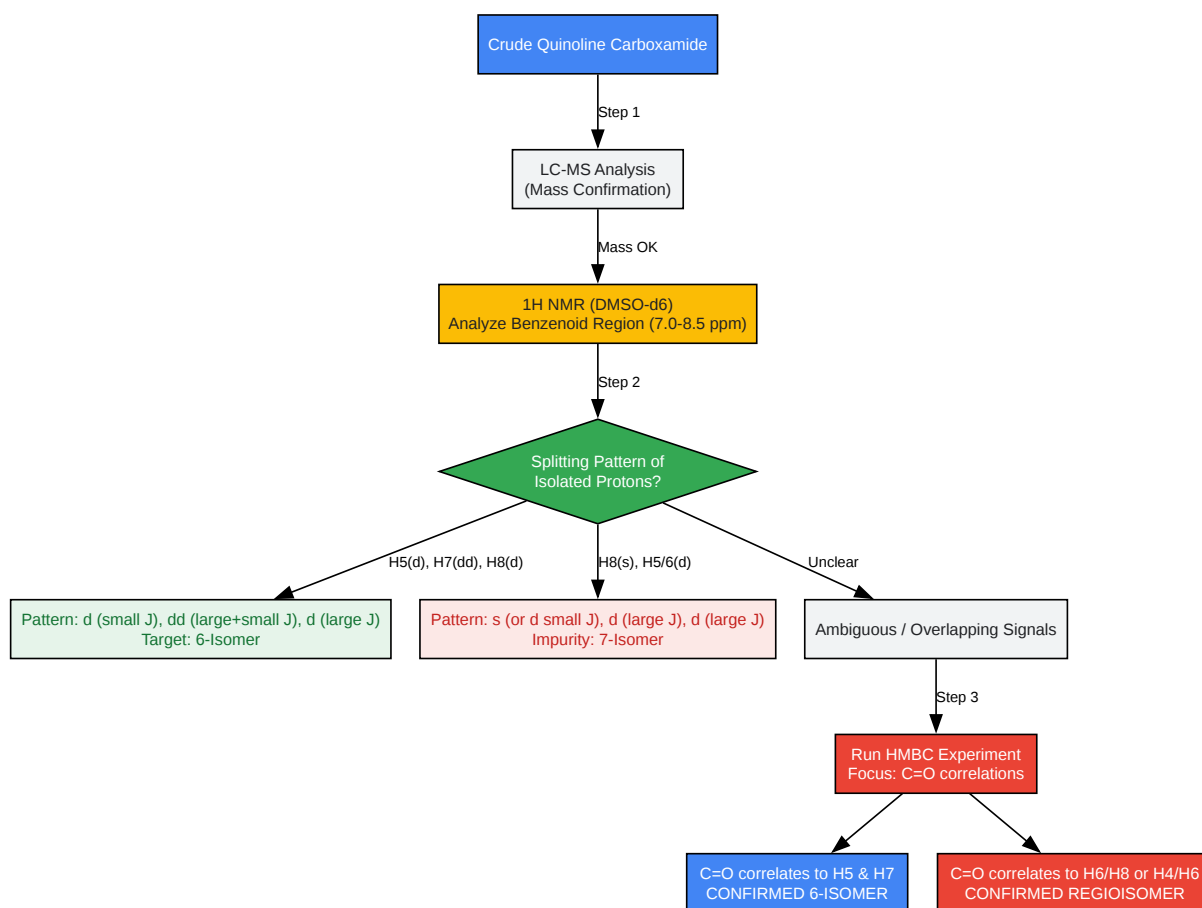 Crude Quinoline Carboxamide
Step 1
LC-MS Analysis
(Mass Confirmation)
Mass OK
1H NMR (DMSO-d6)
Analyze Benzenoid Region (7.0-8.5 ppm)
Step 2
Splitting Pattern of
Isolated Protons?
H5(d), H7(dd), H8(d)
H8(s), H5/6(d)
Unclear
Pattern: d (small J), dd (large+small J), d (large J)
Target: 6-Isomer
Pattern: s (or d small J), d (large J), d (large J)
Impurity: 7-Isomer
Ambiguous / Overlapping Signals
Step 3
Run HMBC Experiment
Focus: C=O correlations
C=O correlates to H5 & H7
CONFIRMED 6-ISOMER
C=O correlates to H6/H8 or H4/H6
CONFIRMED REGIOISOMER